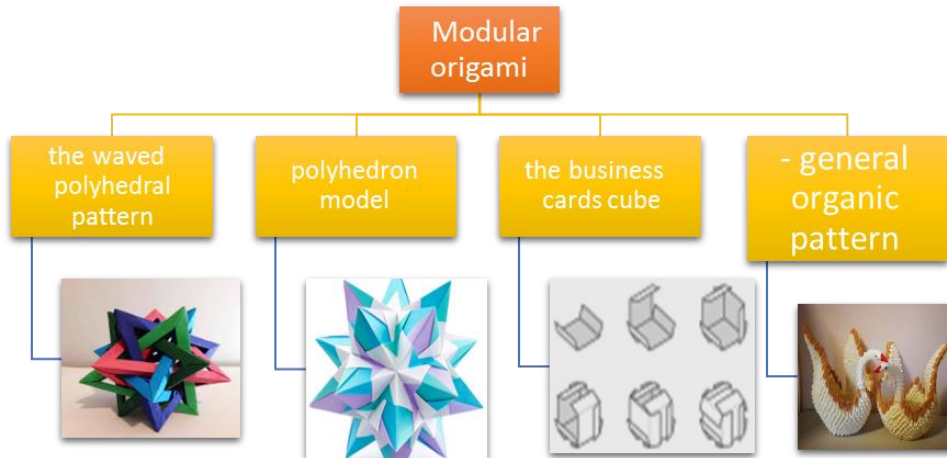 Modular
origami
the waved
polyhedral
pattern
polyhedron
model
the business
cards cube
- general
organic
pattern